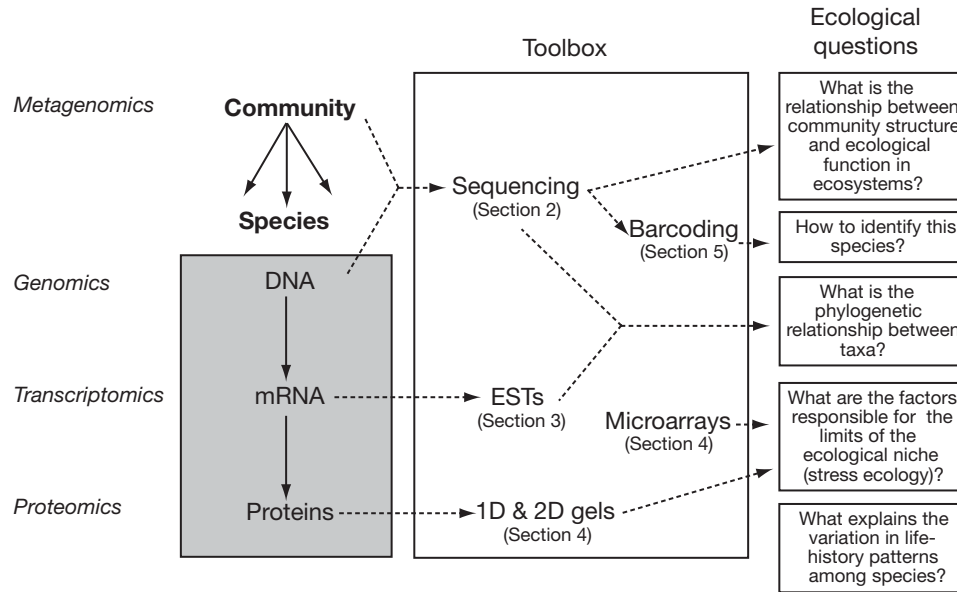 Ecological
questions
Toolbox
Metagenomics
Community
Species
Genomics
DNA
Transcriptomics
mRNA
Proteomics
Proteins
Sequencing
(Section 2)
Barcoding
(Section 5)
ESTs
(Section 3)
Microarrays
(Section 4)
1D & 2D gels
(Section 4)
What is the
relationship between
community structure
and ecological
function in
ecosystems?
How to identify this
species?
What is the
phylogenetic
relationship between
taxa?
What are the factors
responsible for the
limits of the
ecological niche
(stress ecology)?
What explains the
variation in life-
history patterns
among species?